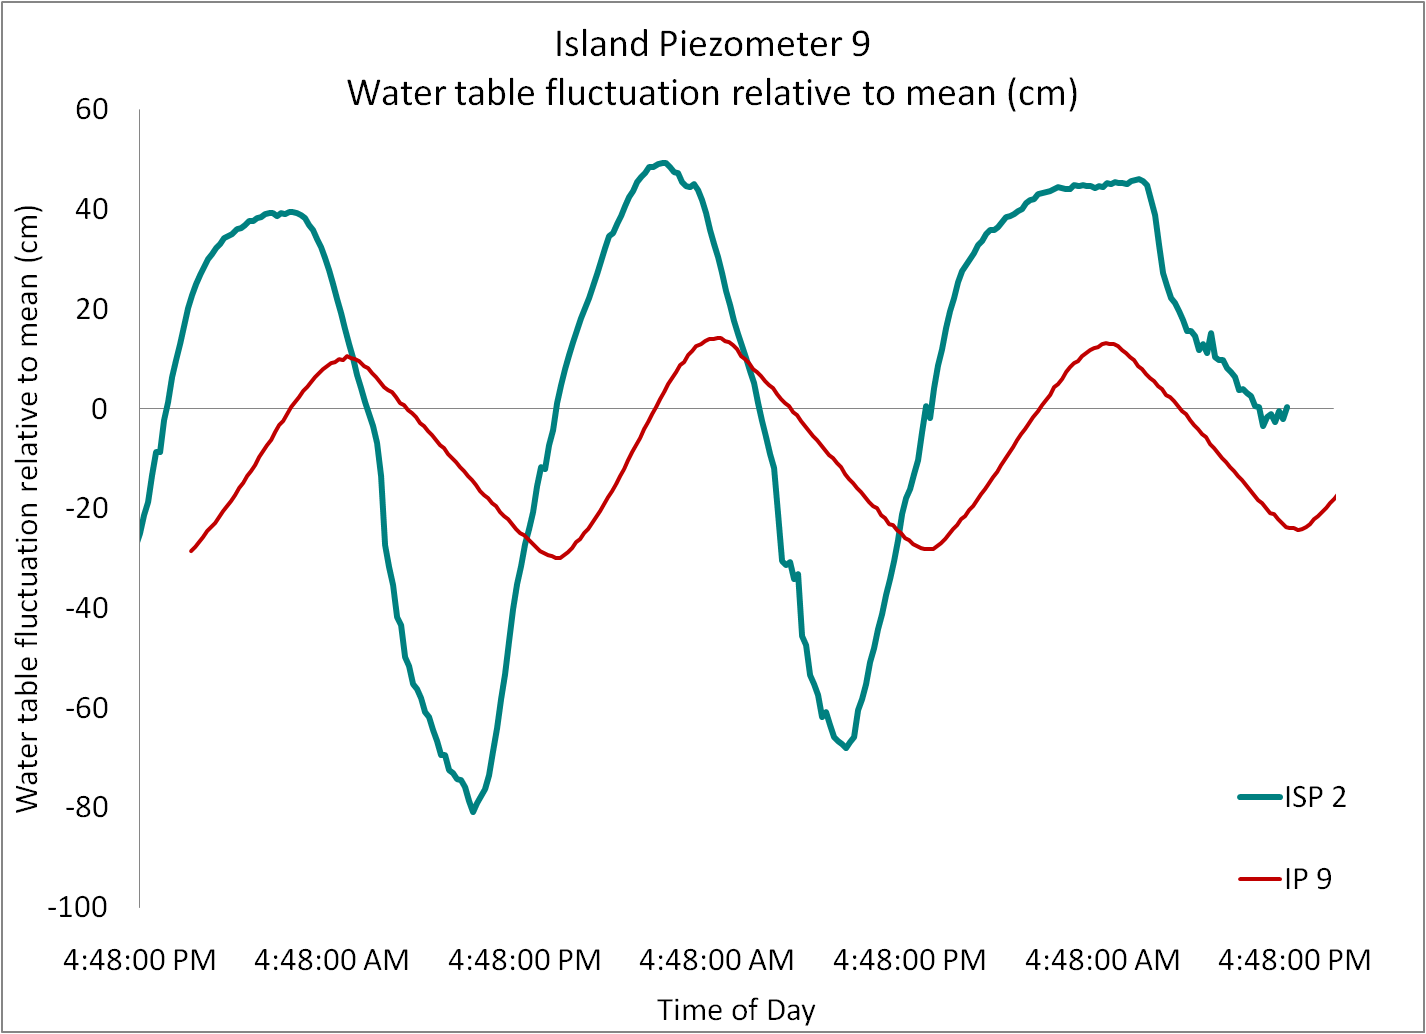 Island Piezometer 9
Water table fluctuation relative to mean (cm)
Water table fluctuation relative to mean (cm)
60
40
20
0
-20
-40
-60
-80
-100
ISP 2
IP 9
4:48:00 PM 4:48:00 AM 4:48:00 PM 4:48:00 AM 4:48:00 PM 4:48:00 AM 4:48:00 PM
Time of Day